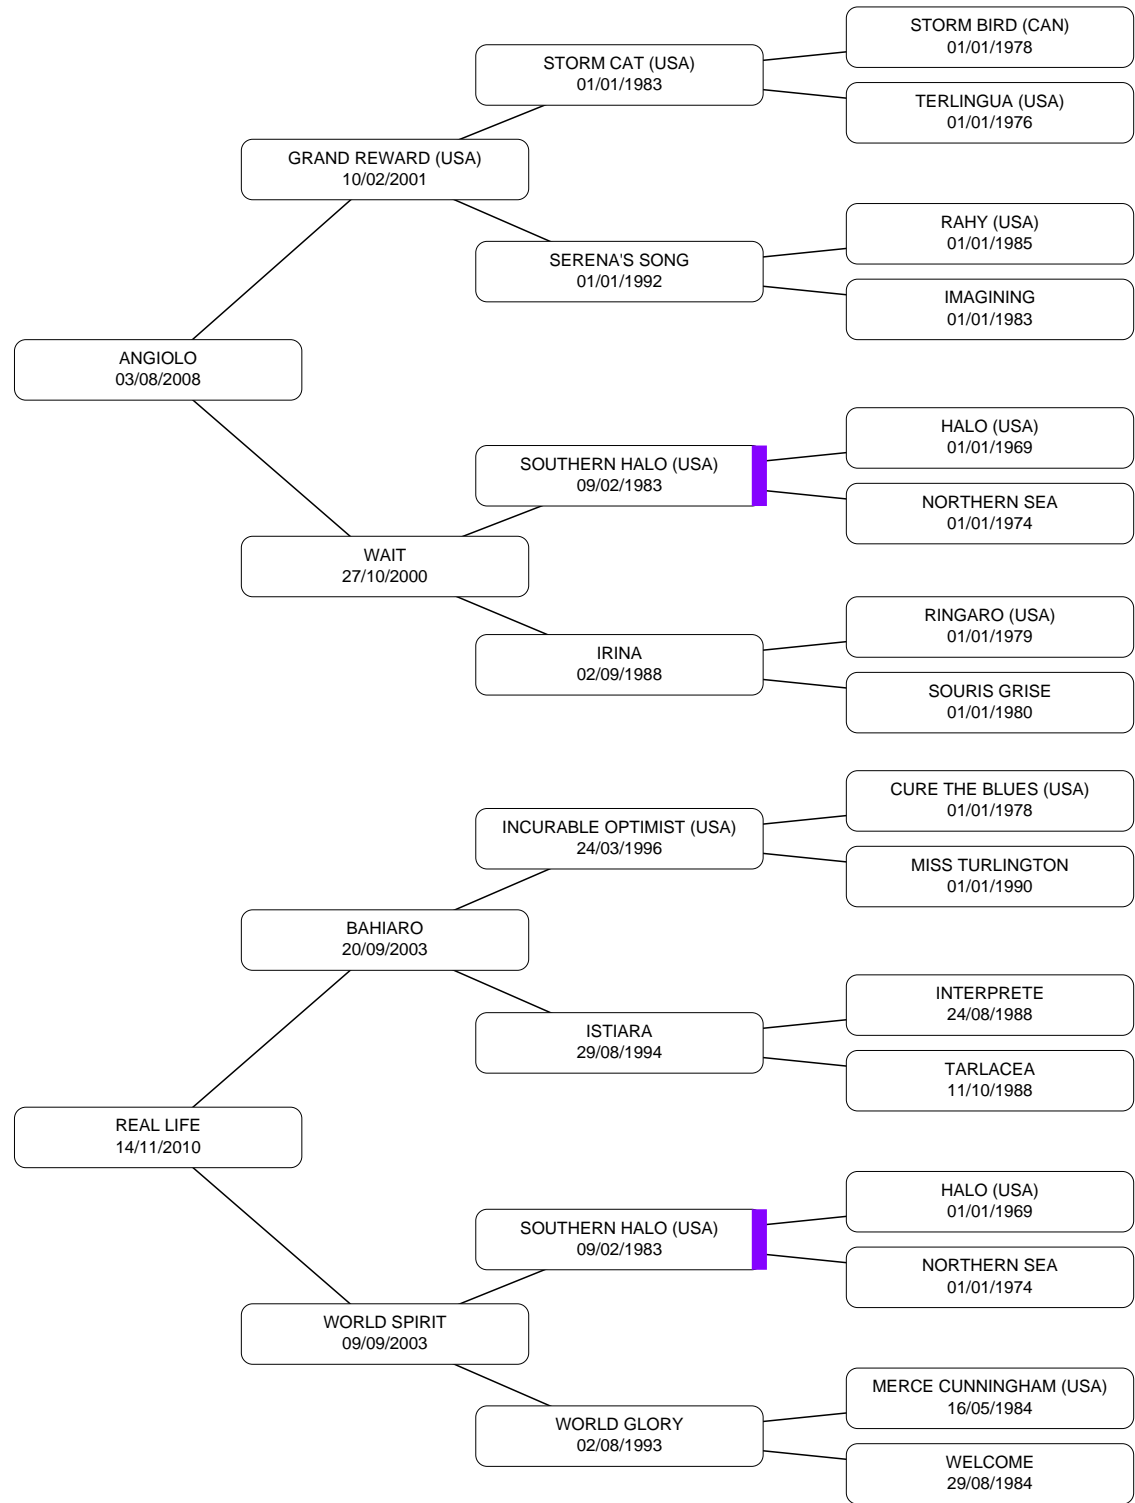 STORM BIRD (CAN)
01/01/1978
STORM CAT (USA)
01/01/1983
TERLINGUA (USA)
01/01/1976
GRAND REWARD (USA)
10/02/2001
RAHY (USA)
01/01/1985
SERENA'S SONG
01/01/1992
IMAGINING
01/01/1983
ANGIOLO
03/08/2008
HALO (USA)
01/01/1969
SOUTHERN HALO (USA)
09/02/1983
NORTHERN SEA
01/01/1974
WAIT
27/10/2000
RINGARO (USA)
01/01/1979
IRINA
02/09/1988
SOURIS GRISE
01/01/1980
CURE THE BLUES (USA)
01/01/1978
INCURABLE OPTIMIST (USA)
24/03/1996
MISS TURLINGTON
01/01/1990
BAHIARO
20/09/2003
INTERPRETE
24/08/1988
ISTIARA
29/08/1994
TARLACEA
11/10/1988
REAL LIFE
14/11/2010
HALO (USA)
01/01/1969
SOUTHERN HALO (USA)
09/02/1983
NORTHERN SEA
01/01/1974
WORLD SPIRIT
09/09/2003
MERCE CUNNINGHAM (USA)
16/05/1984
WORLD GLORY
02/08/1993
WELCOME
29/08/1984